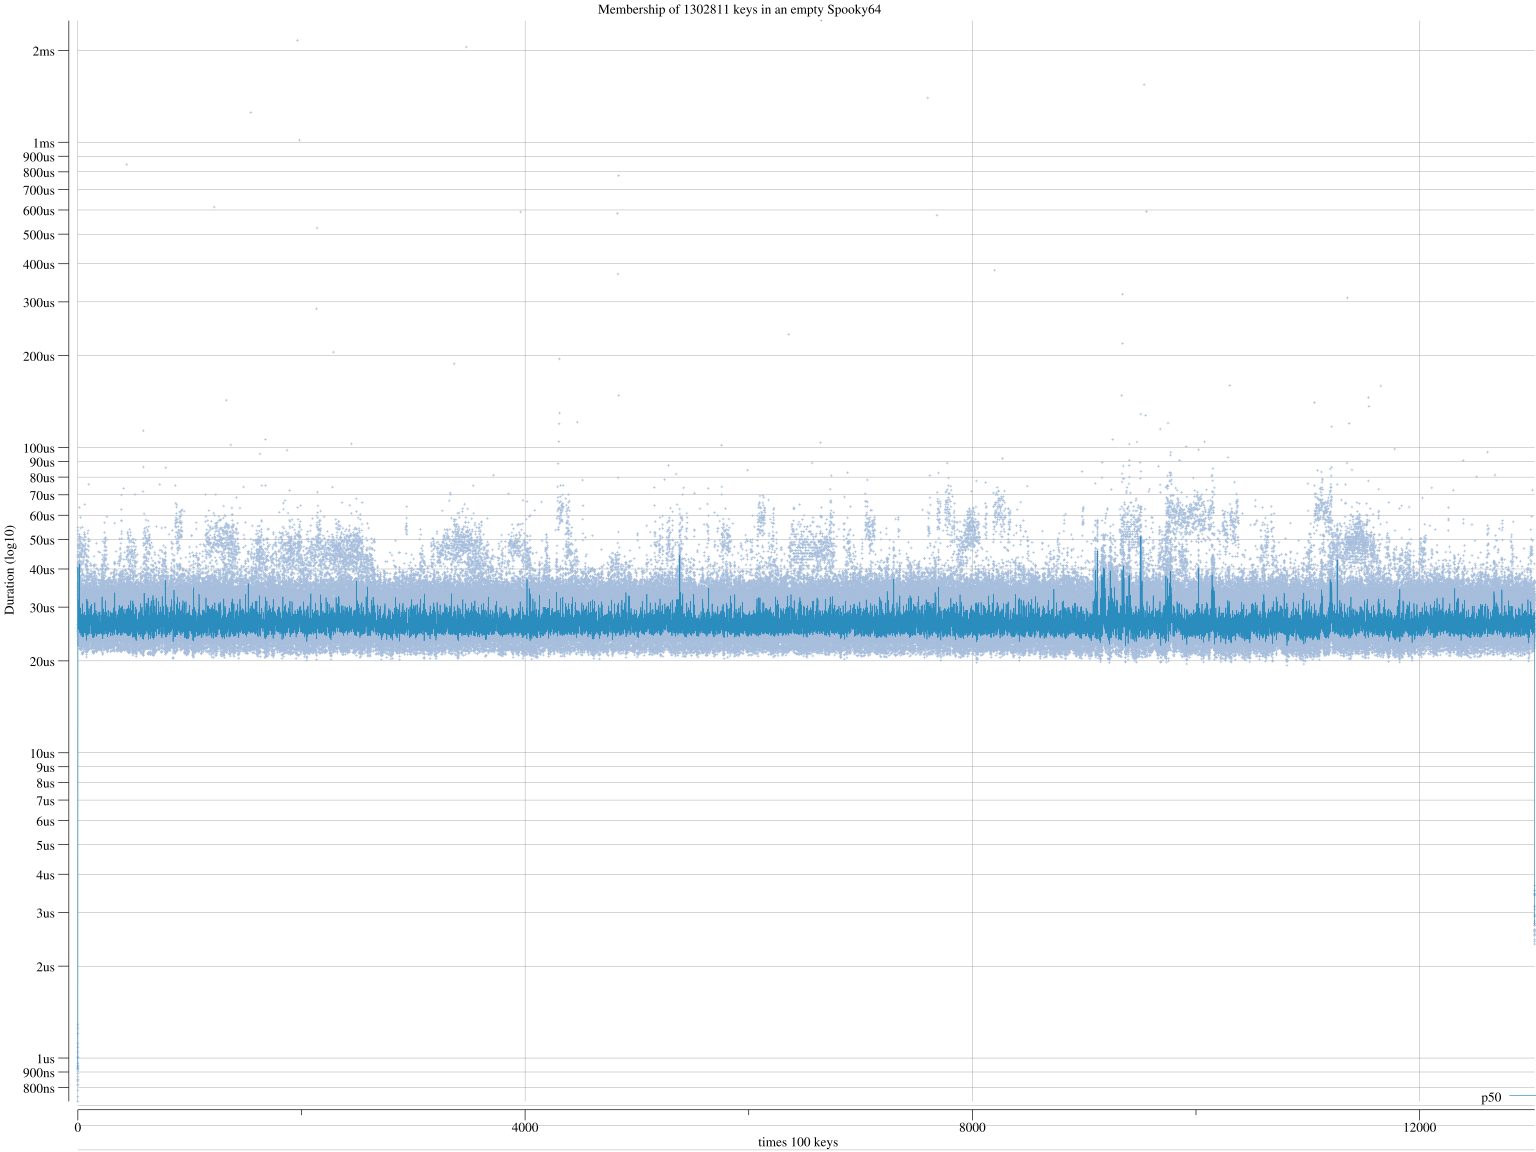 Membership of 1302811 keys in an empty Spooky64
2ms
1ms
900us
800us
700us
600us
500us
400us
300us
200us
100us
90us
80us
70us
60us
50us
40us
30us
20us
10us
9us
8us
7us
6us
5us
4us
3us
2us
1us
900ns
800ns
Duration (log10)
p50
0 4000 8000 12000
times 100 keys